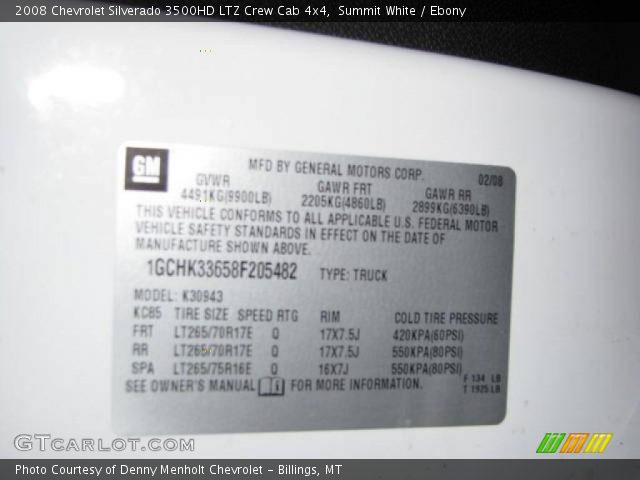 2008 Chevrolet Silverado 3500HD LTZ Crew Cab 4x4, Summit White / Ebony
GM
MFD BY GENERAL MOTORS CORP. 02/08
GVWR GAWR FRT GAWR RR
4491KG(9900LB) 2205KG(4860LB) 2899KG(6390LB)
THIS VEHICLE CONFORMS TO ALL APPLICABLE U.S. FEDERAL MOTOR
VEHICLE SAFETY STANDARDS IN EFFECT ON THE DATE OF
MANUFACTURE SHOWN ABOVE.
1GCHK33658F205482 TYPE: TRUCK
MODEL: K30943
KC85 TIRE SIZE SPEED RTG RIM COLD TIRE PRESSURE
FRT LT265/70R17E Q 17X7.5J 420KPA(60PSI)
RR LT265/70R17E Q 17X7.5J 550KPA(80PSI)
SPA LT265/75R16E Q 16X7J 550KPA(80PSI)
SEE OWNER'S MANUAL i FOR MORE INFORMATION.
F 134 LB
T 1925 LB
GTCARLOT.COM
Photo Courtesy of Denny Menholt Chevrolet - Billings, MT